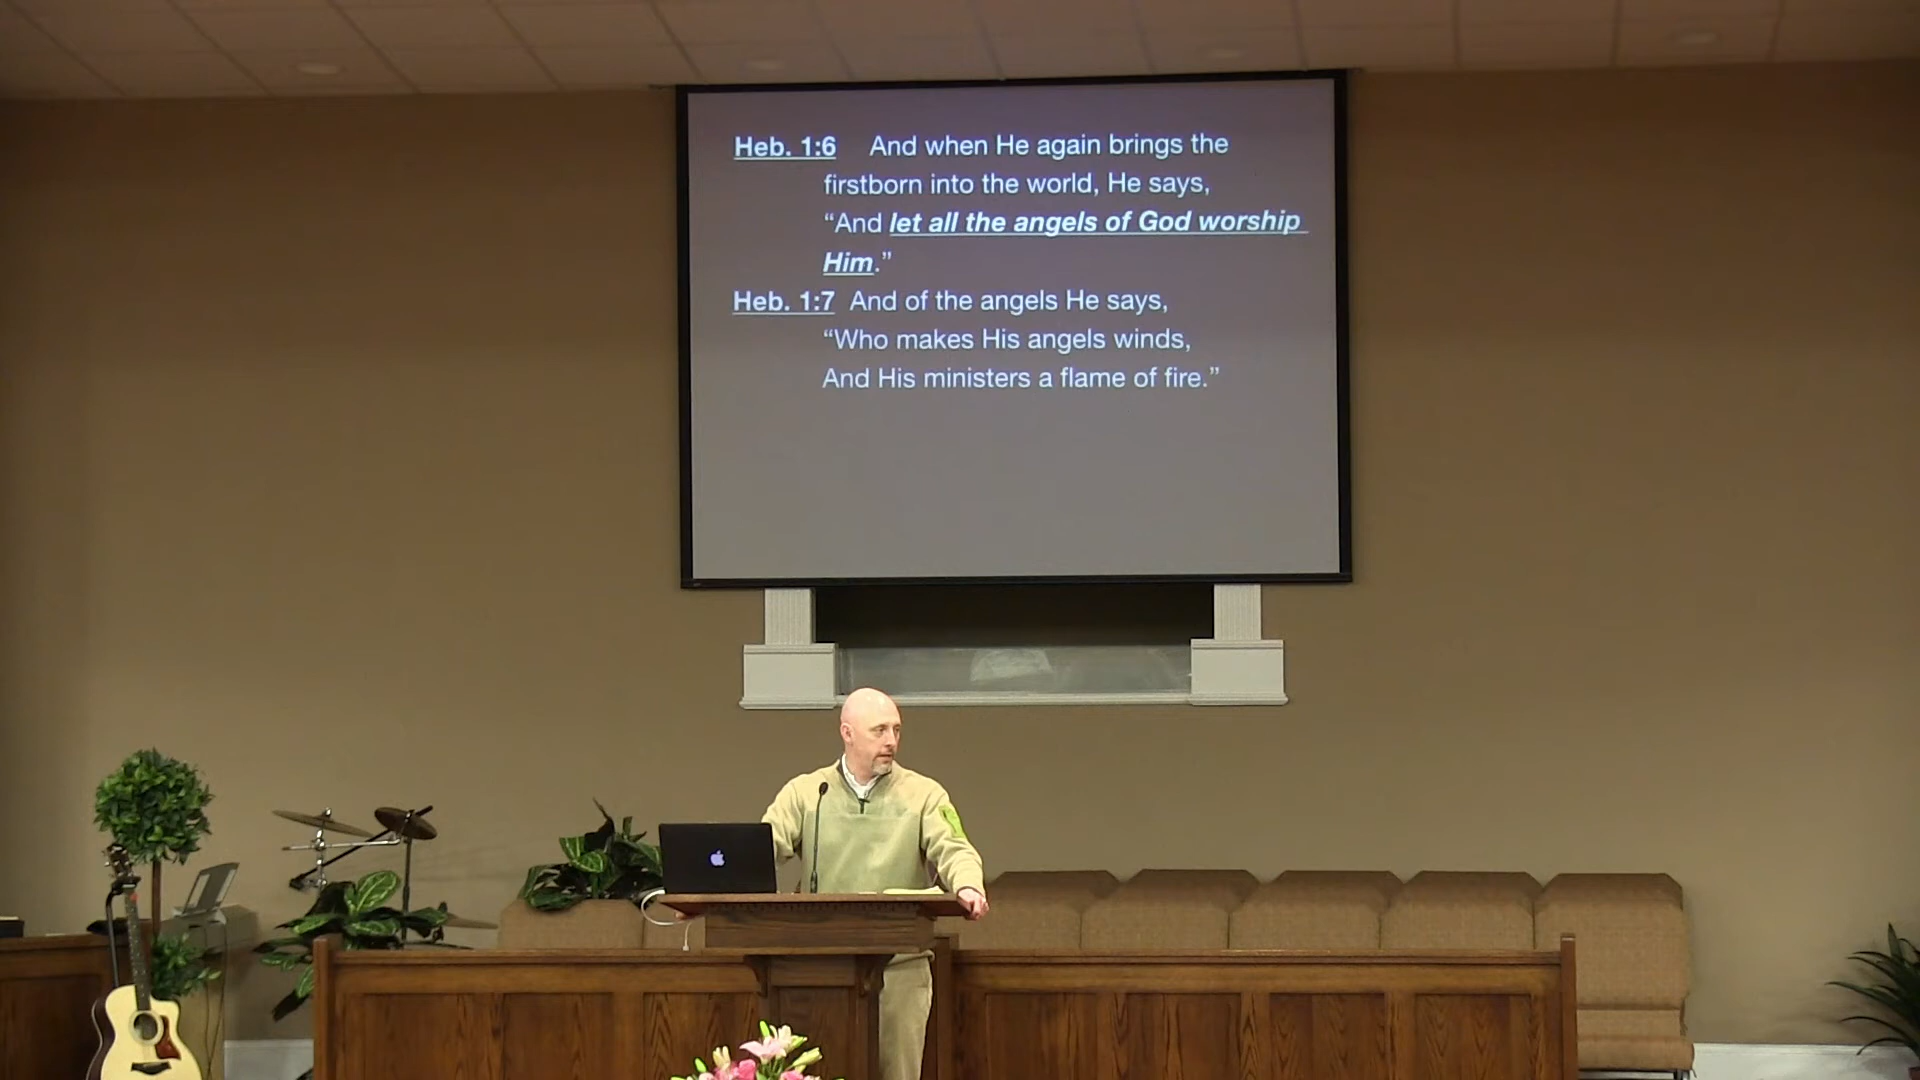 Heb. 1:6 And when He again brings the
firstborn into the world, He says,
“And let all the angels of God worship
Him.”
Heb. 1:7 And of the angels He says,
“Who makes His angels winds,
And His ministers a flame of fire.”